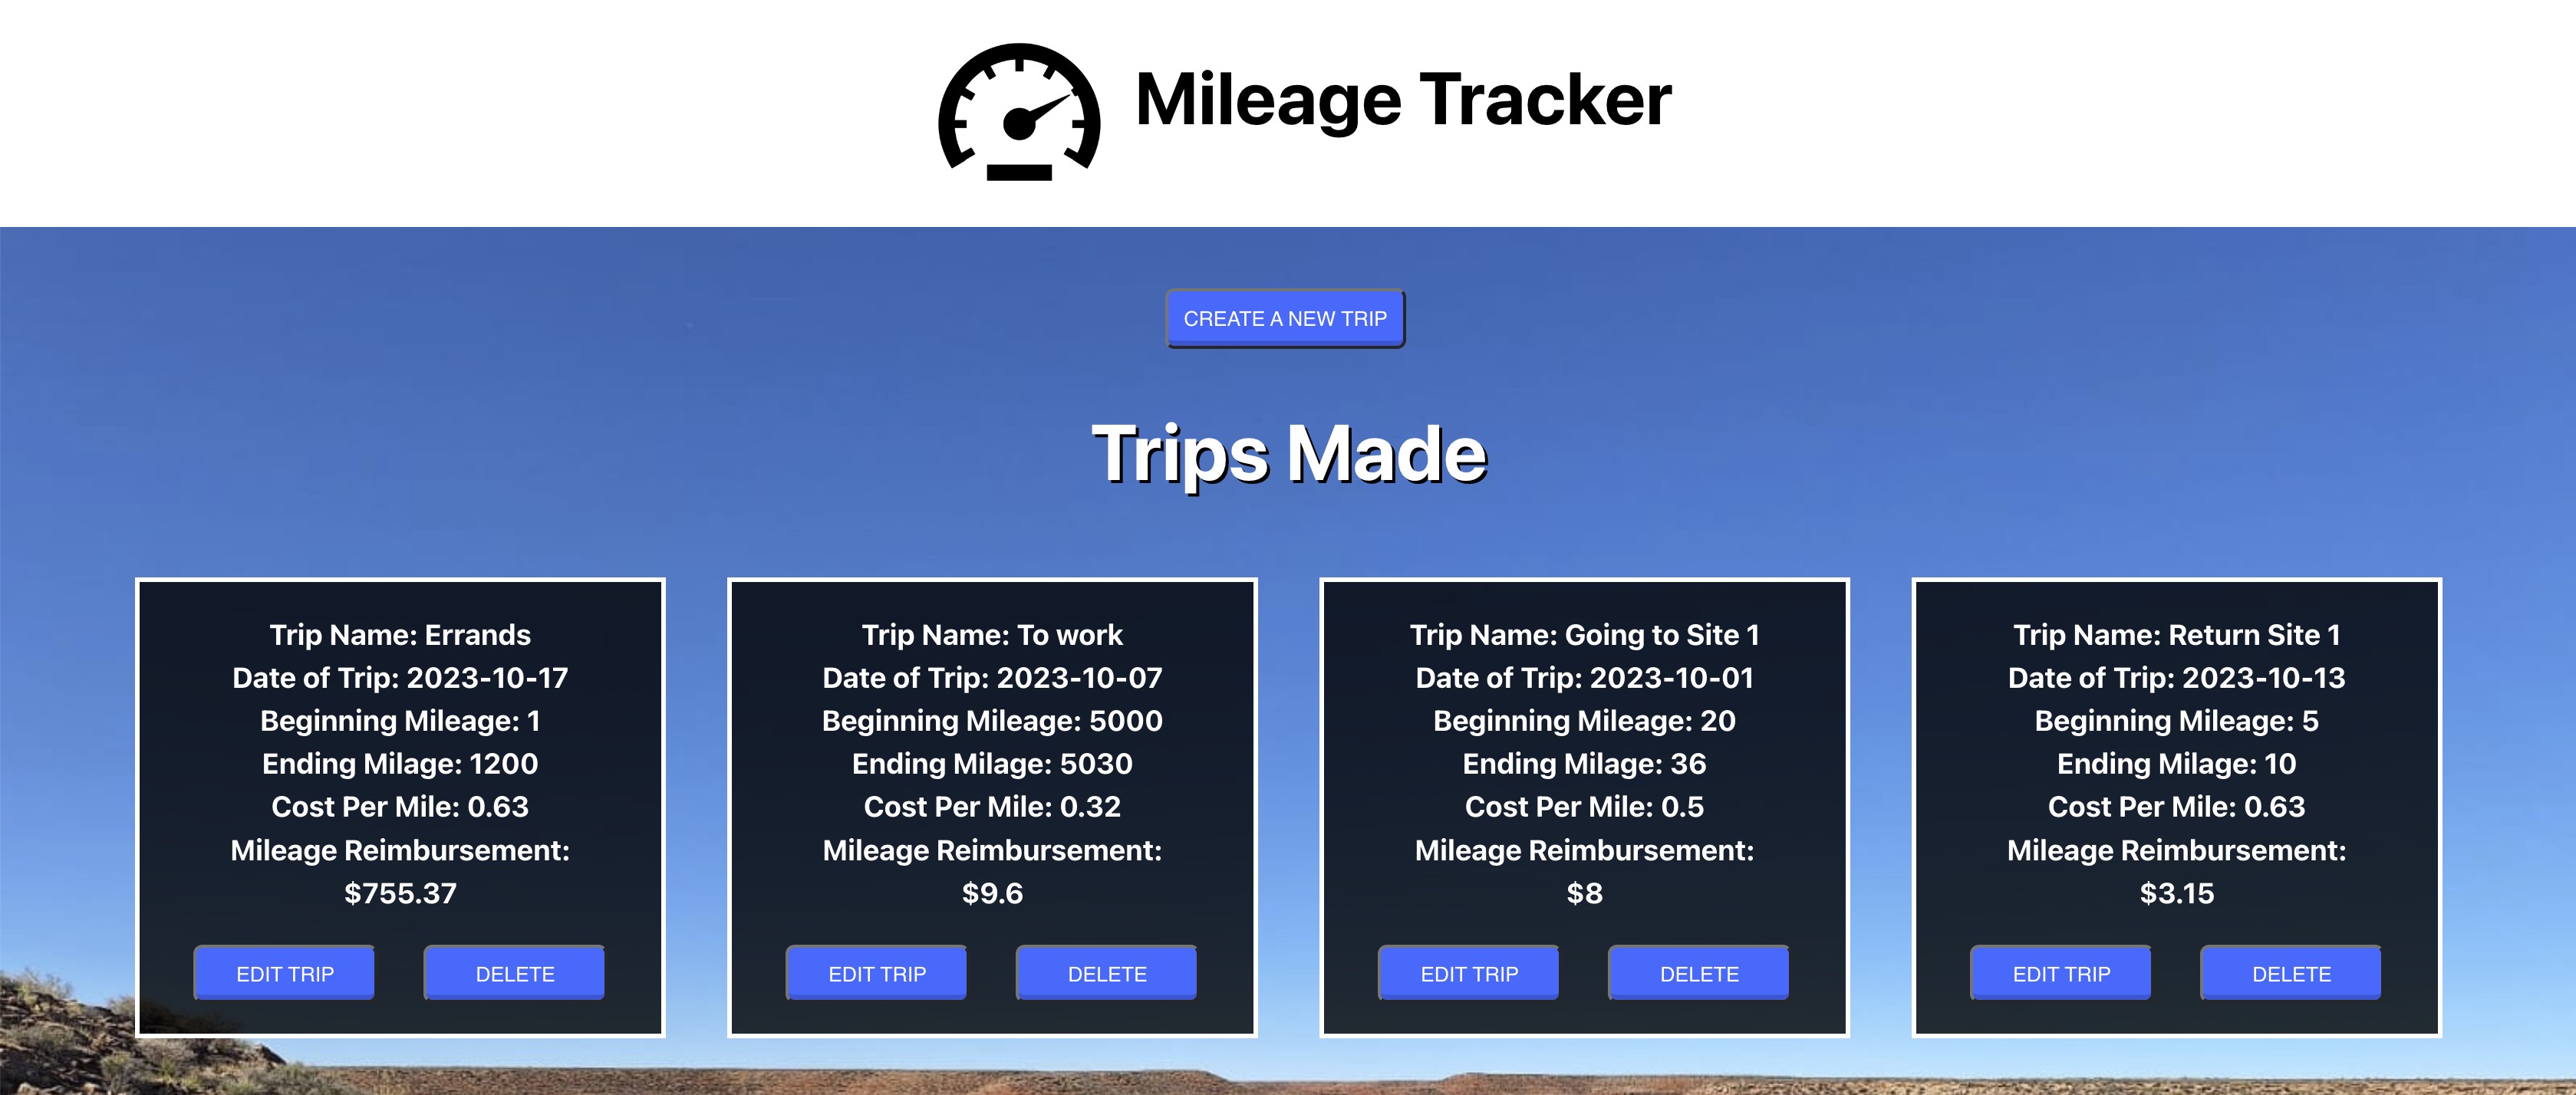 Mileage Tracker
CREATE A NEW TRIP
Trips Made
Trip Name: Errands
Date of Trip: 2023-10-17
Beginning Mileage: 1
Ending Milage: 1200
Cost Per Mile: 0.63
Mileage Reimbursement:
$755.37
EDIT TRIP
DELETE
Trip Name: To work
Date of Trip: 2023-10-07
Beginning Mileage: 5000
Ending Milage: 5030
Cost Per Mile: 0.32
Mileage Reimbursement:
$9.6
EDIT TRIP
DELETE
Trip Name: Going to Site 1
Date of Trip: 2023-10-01
Beginning Mileage: 20
Ending Milage: 36
Cost Per Mile: 0.5
Mileage Reimbursement:
$8
EDIT TRIP
DELETE
Trip Name: Return Site 1
Date of Trip: 2023-10-13
Beginning Mileage: 5
Ending Milage: 10
Cost Per Mile: 0.63
Mileage Reimbursement:
$3.15
EDIT TRIP
DELETE